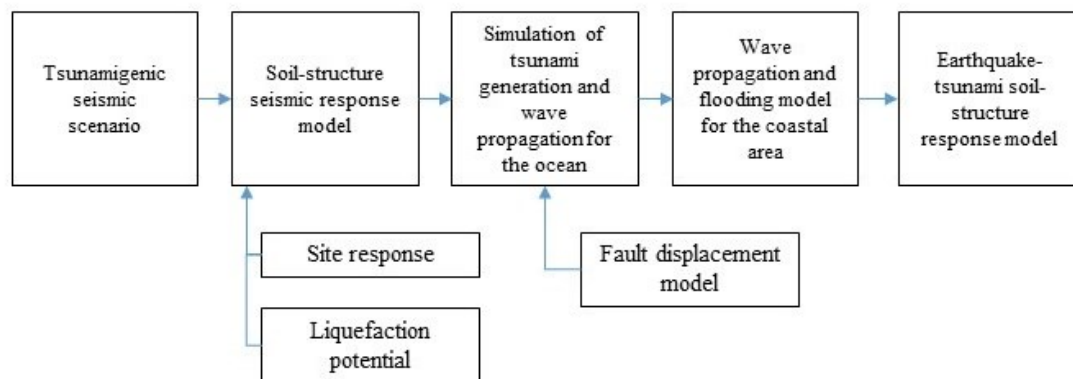 Tsunamigenic
seismic
scenario
Soil-structure
seismic response
model
Simulation of
tsunami
generation and
wave
propagation for
the ocean
Wave
propagation and
flooding model
for the coastal
area
Earthquake-
tsunami soil-
structure
response model
Site response
Liquefaction
potential
Fault displacement
model